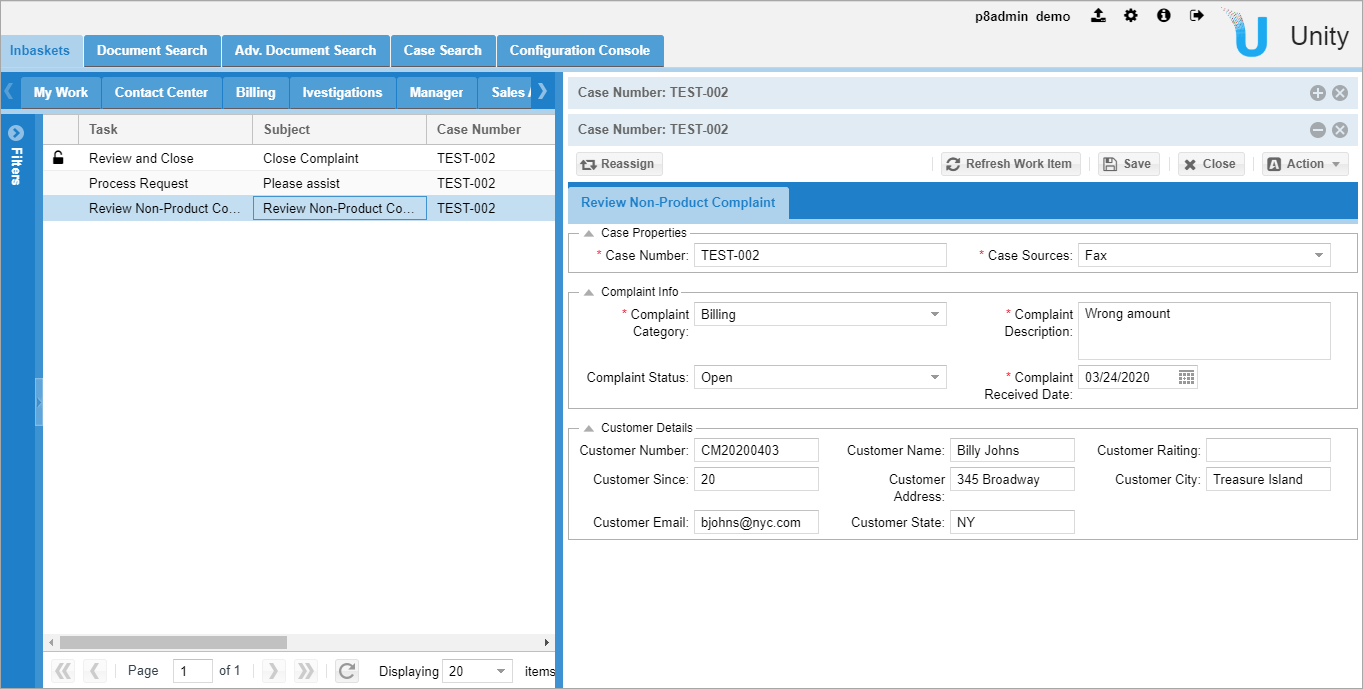 p8admin demo
Unity
Inbaskets Document Search Adv. Document Search Case Search Configuration Console
My Work Contact Center Billing Ivestigations Manager Sales
Filters
Task Subject Case Number
Review and Close Close Complaint TEST-002
Process Request Please assist TEST-002
Review Non-Product Co... Review Non-Product Co... TEST-002
Page 1 of 1 Displaying 20 items
Case Number: TEST-002
Case Number: TEST-002
Reassign Refresh Work Item Save Close A Action
Review Non-Product Complaint
Case Properties
* Case Number: TEST-002 * Case Sources: Fax
Complaint Info
* Complaint Category: Billing * Complaint Description: Wrong amount
Complaint Status: Open * Complaint Received Date: 03/24/2020
Customer Details
Customer Number: CM20200403 Customer Name: Billy Johns Customer Raiting:
Customer Since: 20 Customer Address: 345 Broadway Customer City: Treasure Island
Customer Email: bjohns@nyc.com Customer State: NY